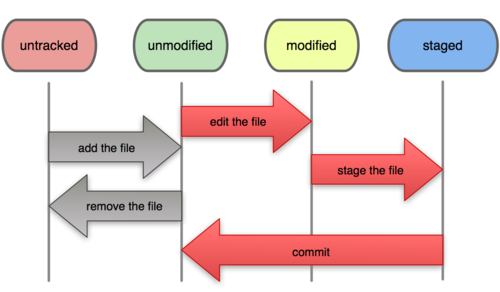 untracked
unmodified
modified
staged
edit the file
add the file
stage the file
remove the file
commit